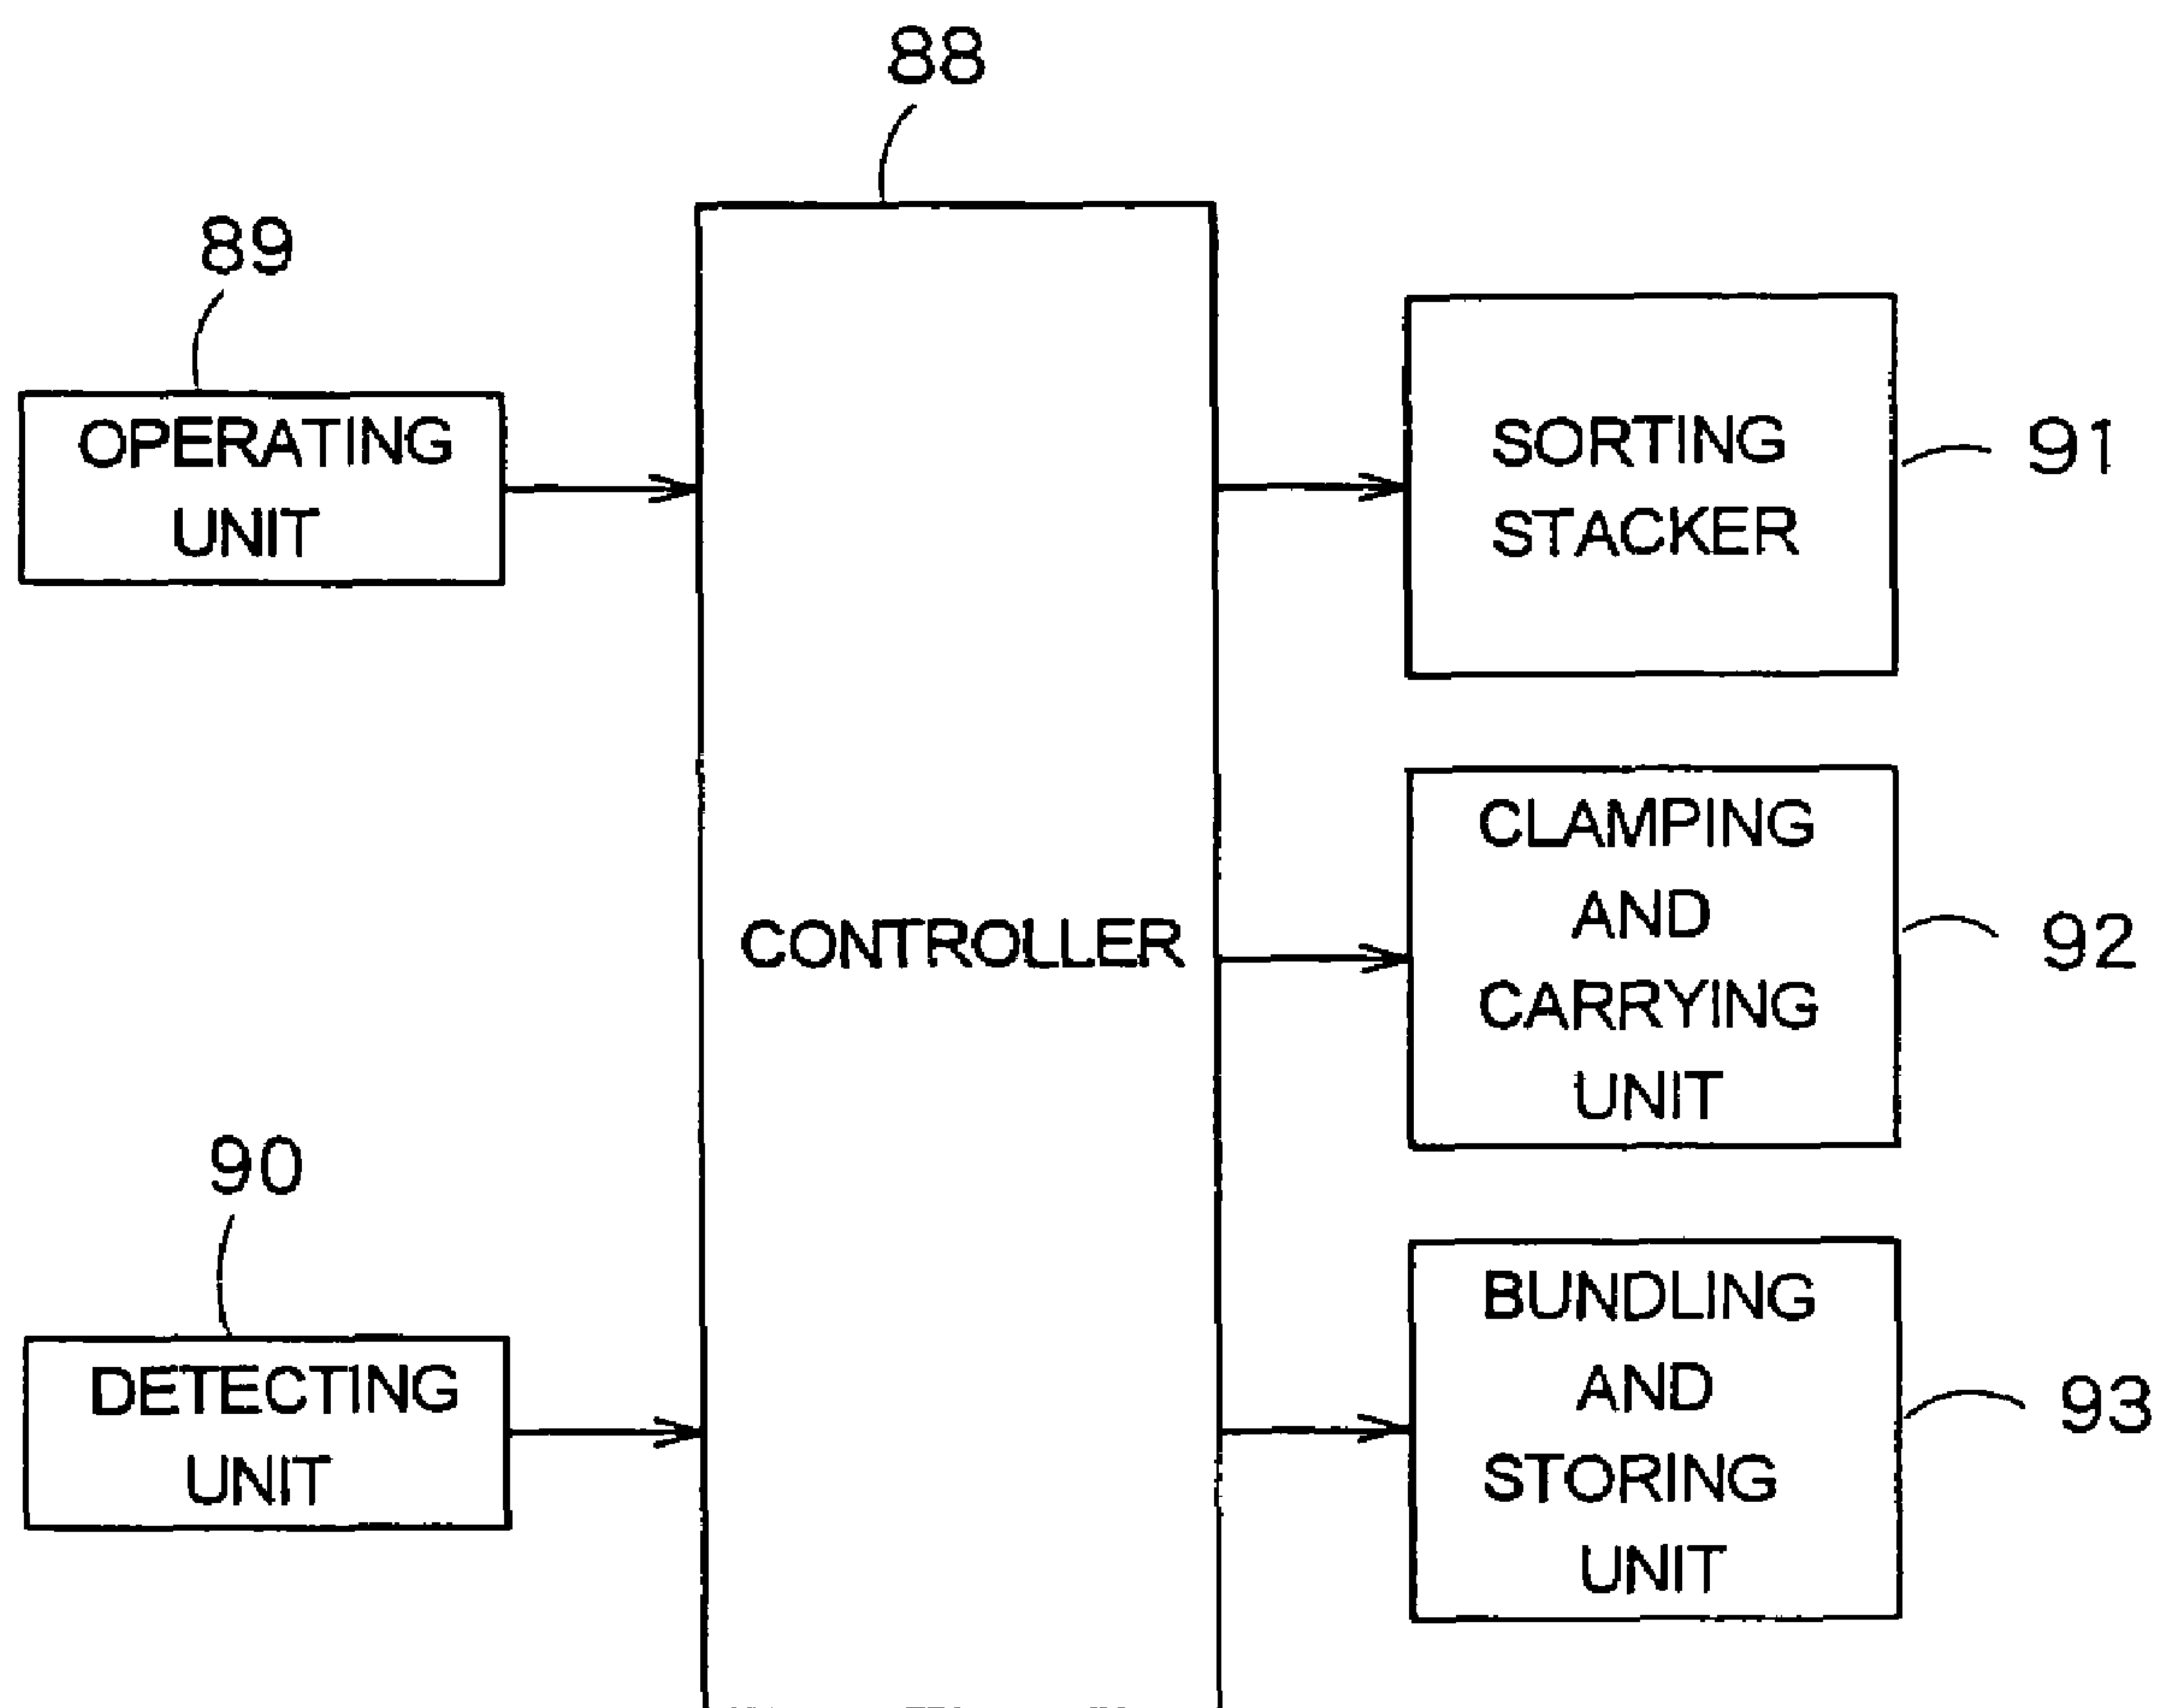 88
89
OPERATING
UNIT
90
DETECTING
UNIT
CONTROLLER
SORTING
STACKER
91
CLAMPING
AND
CARRYING
UNIT
92
BUNDLING
AND
STORING
UNIT
93